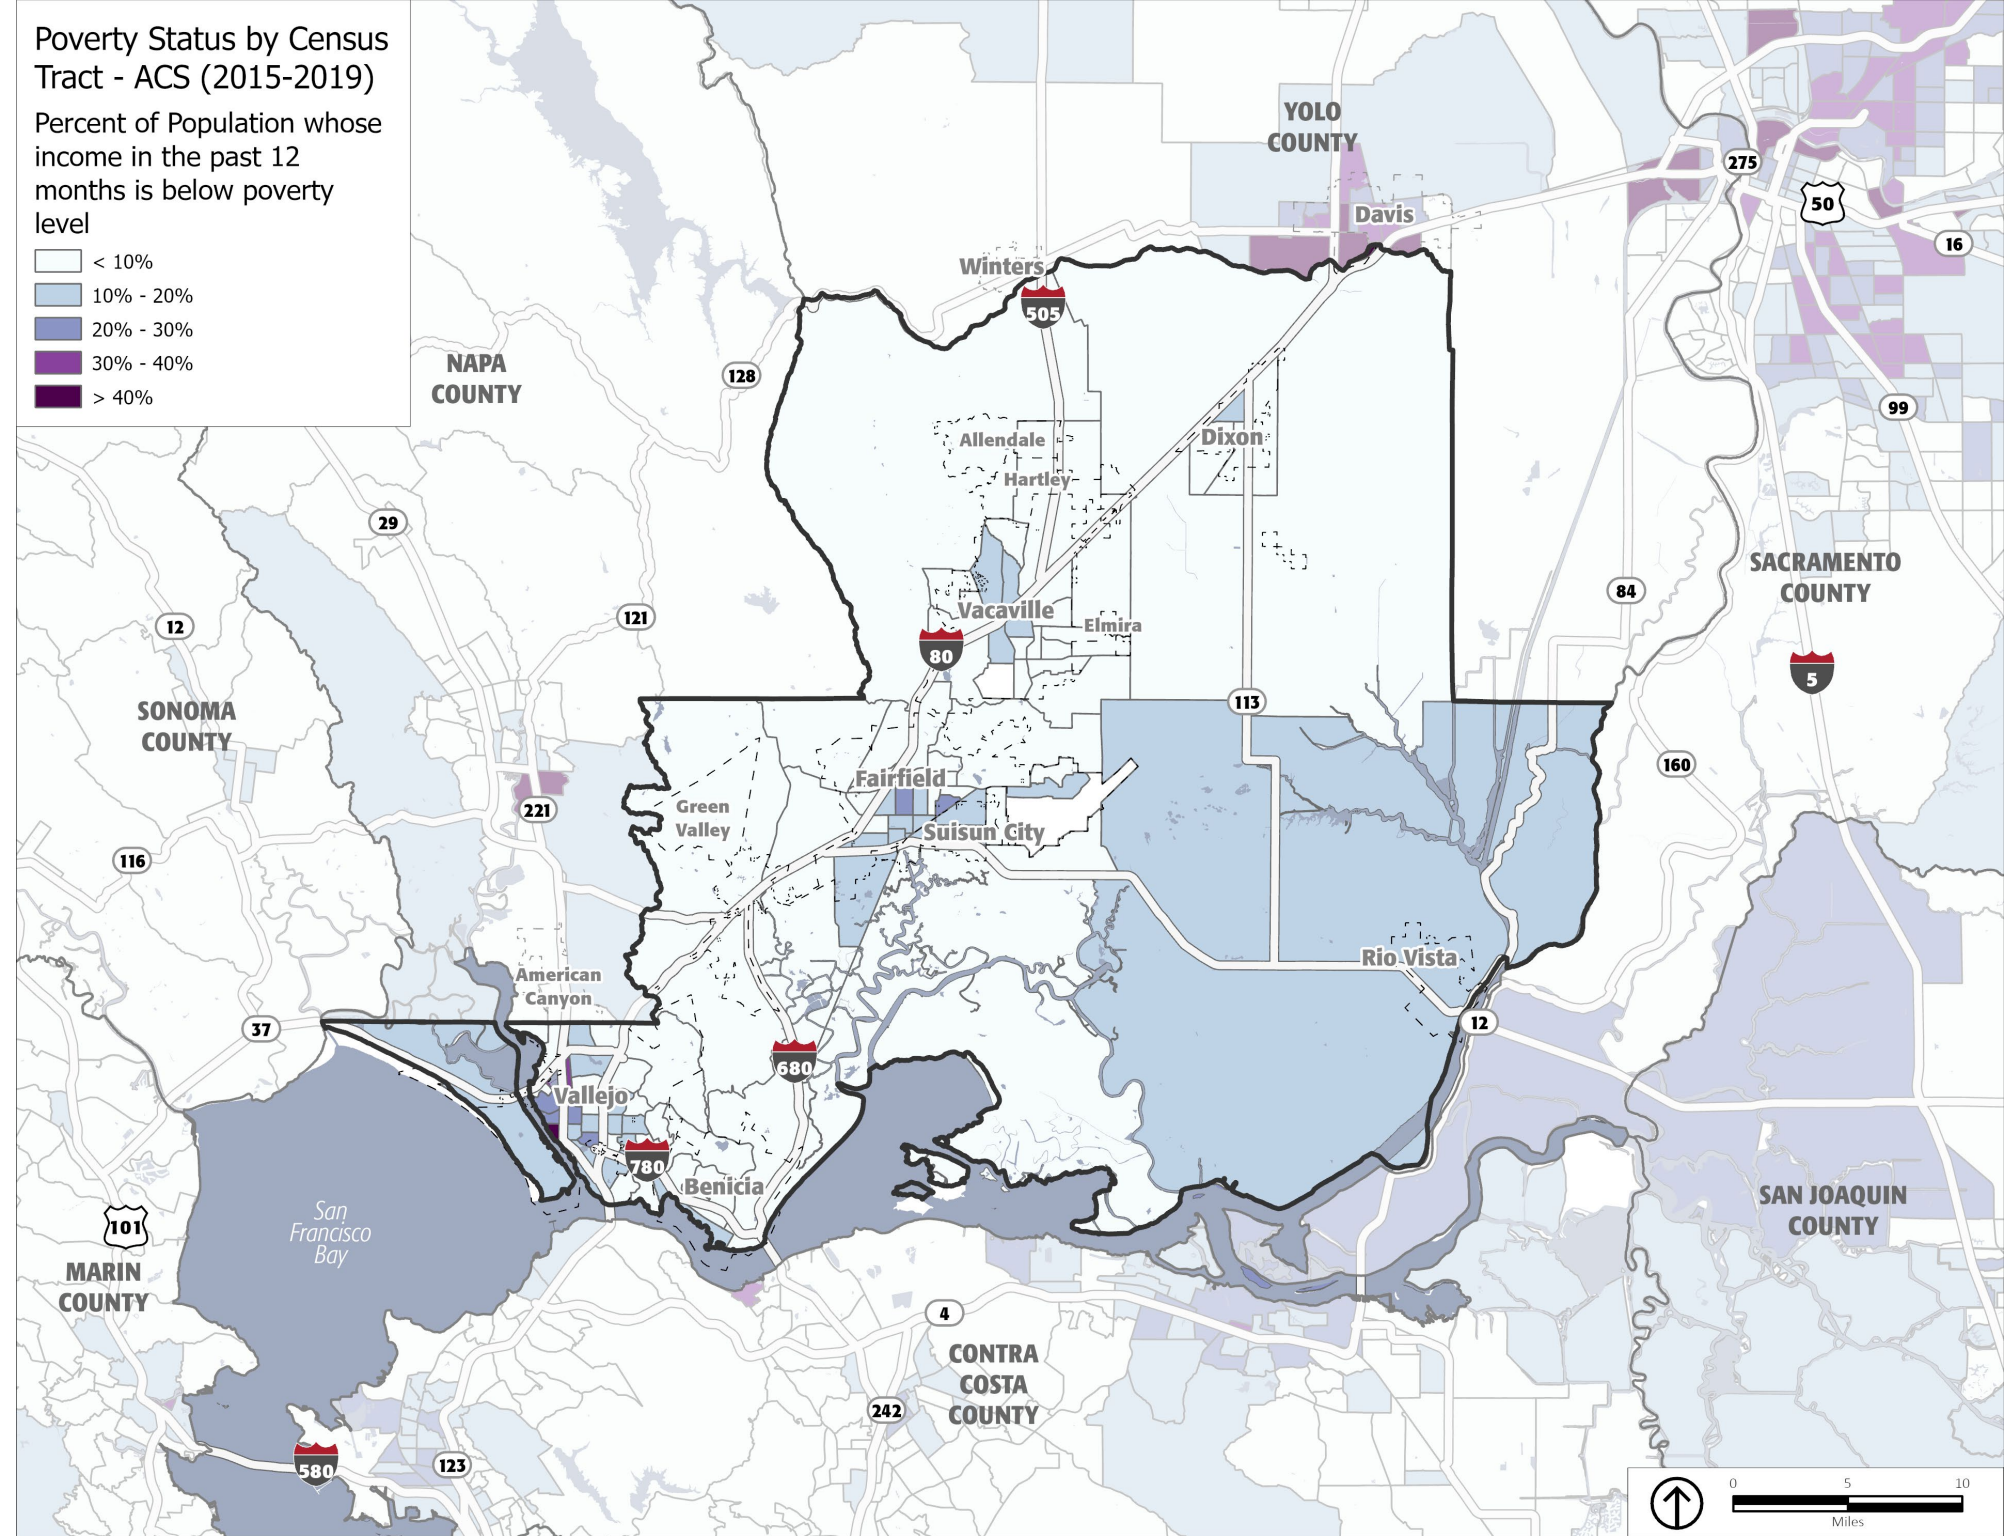 Poverty Status by Census
Tract - ACS (2015-2019)
Percent of Population whose
income in the past 12
months is below poverty
level
< 10%
10% - 20%
20% - 30%
30% - 40%
> 40%
YOLO
COUNTY
275
50
Davis
16
Winters
505
NAPA
COUNTY
128
99
Allendale
Dixon
Hartley
29
SACRAMENTO
COUNTY
84
121
12
Vacaville
Elmira
80
5
113
SONOMA
COUNTY
160
Fairfield
221
Green
Valley
Suisun City
116
Rio Vista
American
Canyon
37
12
680
Vallejo
780
Benicia
SAN JOAQUIN
COUNTY
101
San
Francisco
Bay
MARIN
COUNTY
4
CONTRA
COSTA
COUNTY
242
580
123
0 5 10
Miles